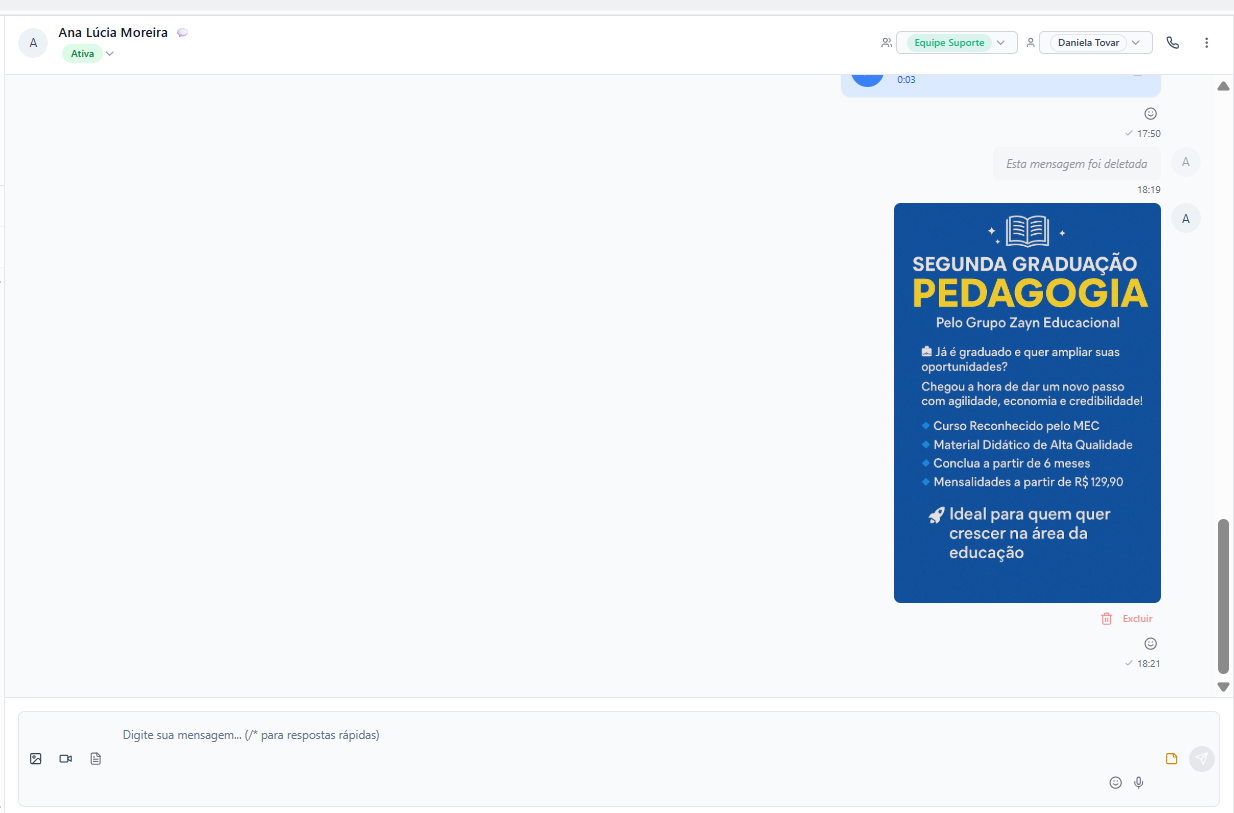 A
Ana Lúcia Moreira
Ativa
Equipe Suporte
Daniela Tovar
0:03
17:50
Esta mensagem foi deletada
A
18:19
A
SEGUNDA GRADUAÇÃO
PEDAGOGIA
Pelo Grupo Zayn Educacional
Já é graduado e quer ampliar suas
oportunidades?
Chegou a hora de dar um novo passo
com agilidade, economia e credibilidade!
Curso Reconhecido pelo MEC
Material Didático de Alta Qualidade
Conclua a partir de 6 meses
Mensalidades a partir de R$ 129,90
Ideal para quem quer
crescer na área da
educação
Excluir
18:21
Digite sua mensagem... (/* para respostas rápidas)